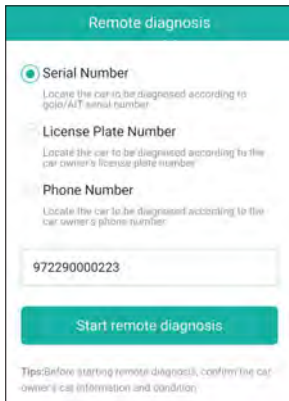 Remote diagnosis
Serial Number
Locate the car to be diagnosed according to
golo/AIT serial number
License Plate Number
Locate the car to be diagnosed according to the
car owner's license plate number
Phone Number
Locate the car to be diagnosed according to the
car owner's phone number
972290000223
Start remote diagnosis
Tips:Before starting remote diagnosis, confirm the car
owner's car information and condition